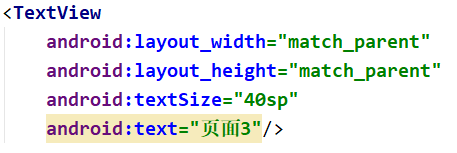 <TextView
android:layout_width="match_parent"
android:layout_height="match_parent"
android:textSize="40sp"
android:text="页面3"/>